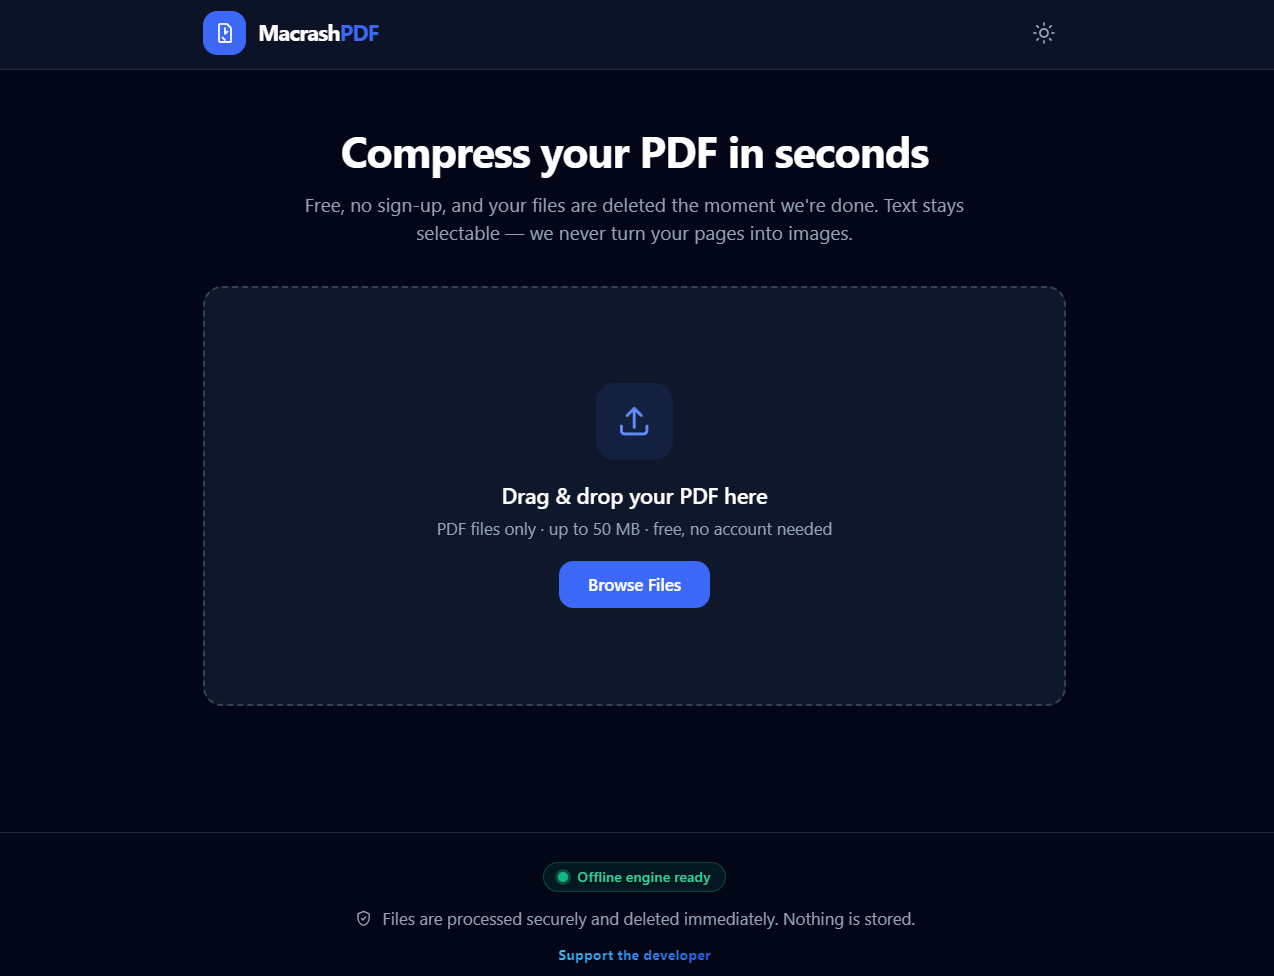 MacrashPDF
Compress your PDF in seconds
Free, no sign-up, and your files are deleted the moment we're done. Text stays
selectable — we never turn your pages into images.
Drag & drop your PDF here
PDF files only · up to 50 MB · free, no account needed
Browse Files
Offline engine ready
Files are processed securely and deleted immediately. Nothing is stored.
Support the developer